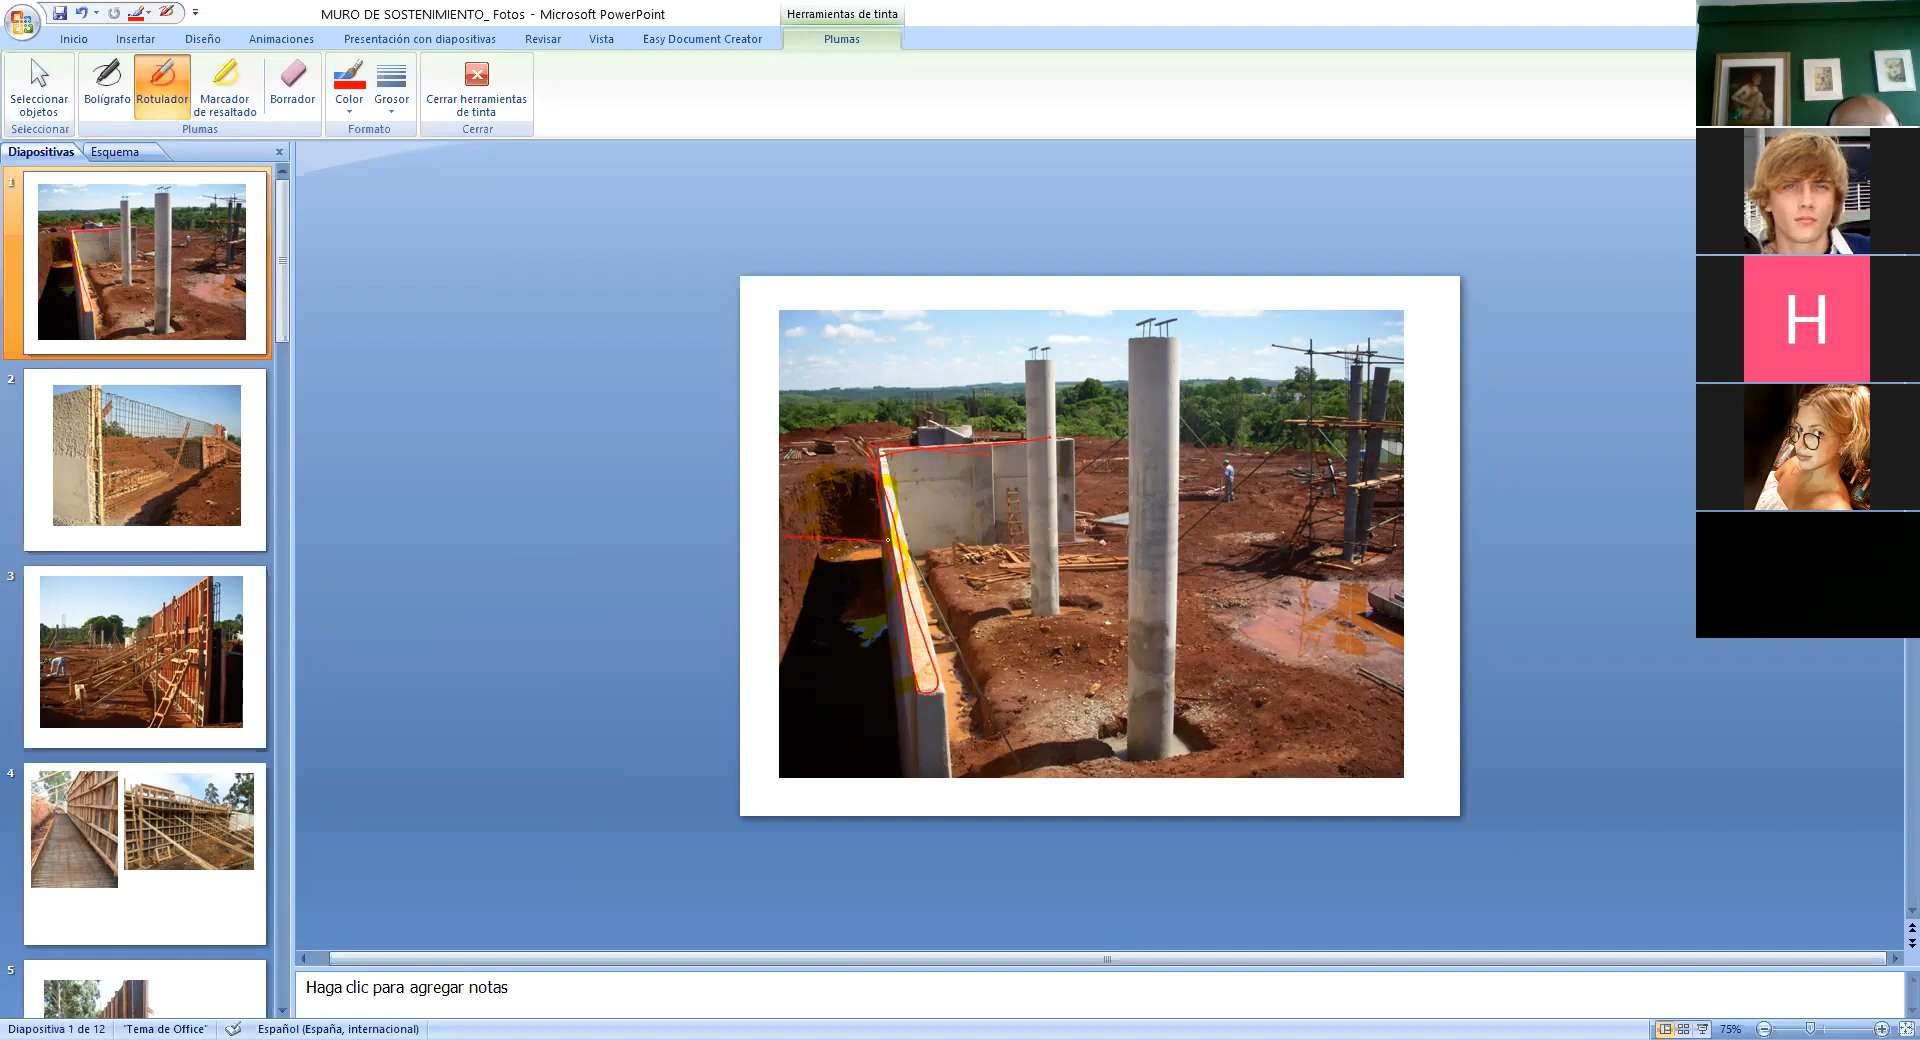 MURO DE SOSTENIMIENTO_ Fotos - Microsoft PowerPoint
Herramientas de tinta
Inicio
Insertar
Diseño
Animaciones
Presentación con diapositivas
Revisar
Vista
Easy Document Creator
Plumas
Seleccionar objetos
Bolígrafo
Rotulador
Marcador de resaltado
Borrador
Color
Grosor
Cerrar herramientas de tinta
Seleccionar
Plumas
Formato
Cerrar
Diapositivas
Esquema
x
1
2
3
4
5
H
Haga clic para agregar notas
Diapositiva 1 de 12
"Tema de Office"
Español (España, internacional)
75%